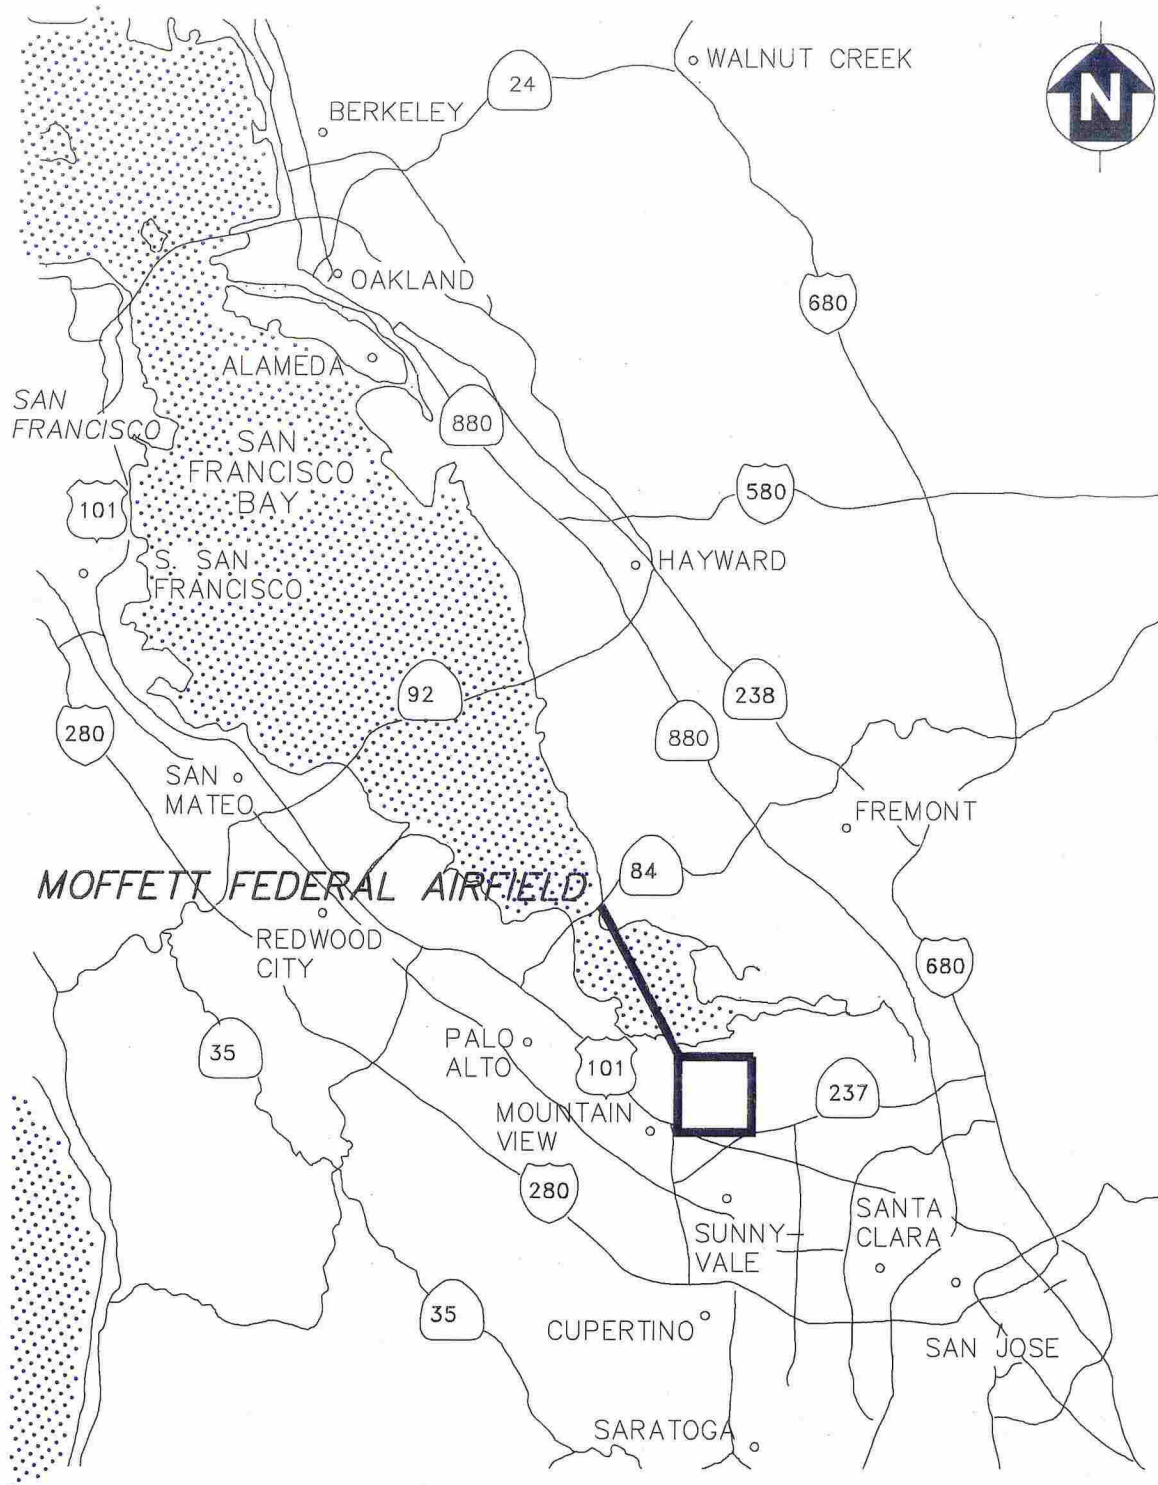 WALNUT CREEK
24
N
BERKELEY
OAKLAND
680
ALAMEDA
SAN
FRANCISCO
880
SAN
FRANCISCO
BAY
580
101
S. SAN
FRANCISCO
HAYWARD
92
238
280
880
SAN
MATEO
FREMONT
84
MOFFETT FEDERAL AIRFIELD
REDWOOD
CITY
680
35
PALO
ALTO
101
237
MOUNTAIN
VIEW
280
SANTA
CLARA
SUNNY-
VALE
35
CUPERTINO
SAN JOSE
SARATOGA